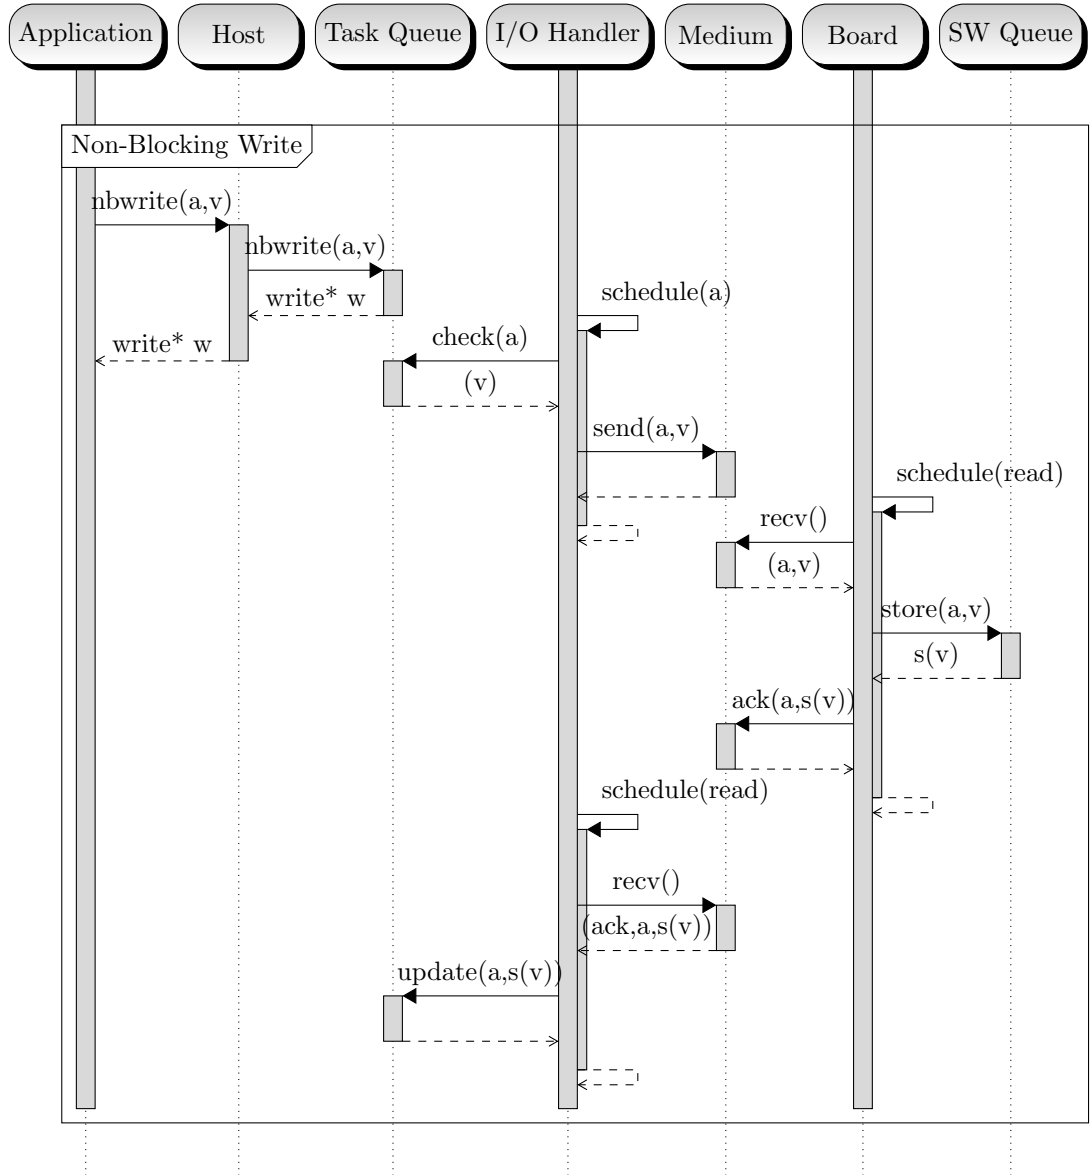 Application
Host
Task Queue
I/O Handler
Medium
Board
SW Queue
Non-Blocking Write
nbwrite(a,v)
nbwrite(a,v)
write* w
schedule(a)
write* w
check(a)
(v)
send(a,v)
schedule(read)
recv()
(a,v)
store(a,v)
s(v)
ack(a,s(v))
schedule(read)
recv()
(ack,a,s(v))
update(a,s(v))